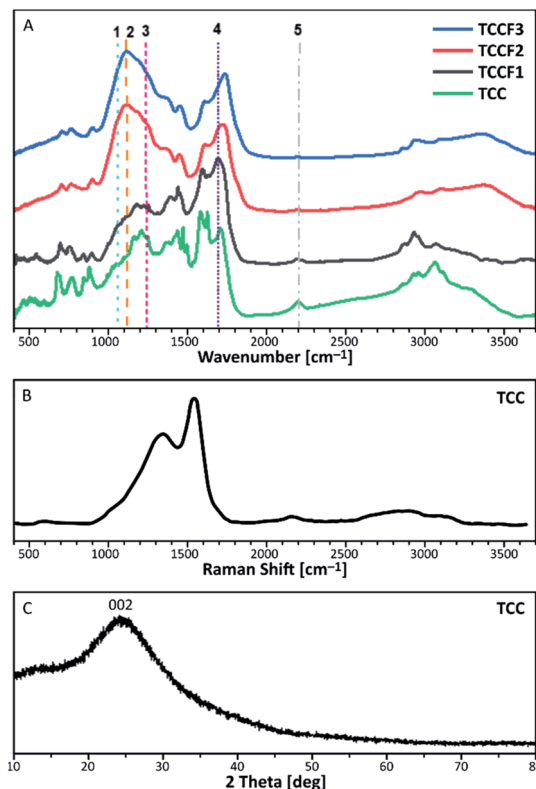 A
1 2 3 4 5
TCCF3
TCCF2
TCCF1
TCC
500 1000 1500 2000 2500 3000 3500
Wavenumber [cm⁻¹]
B TCC
500 1000 1500 2000 2500 3000 3500
Raman Shift [cm⁻¹]
C 002 TCC
10 20 30 40 50 60 70 80
2 Theta [deg]